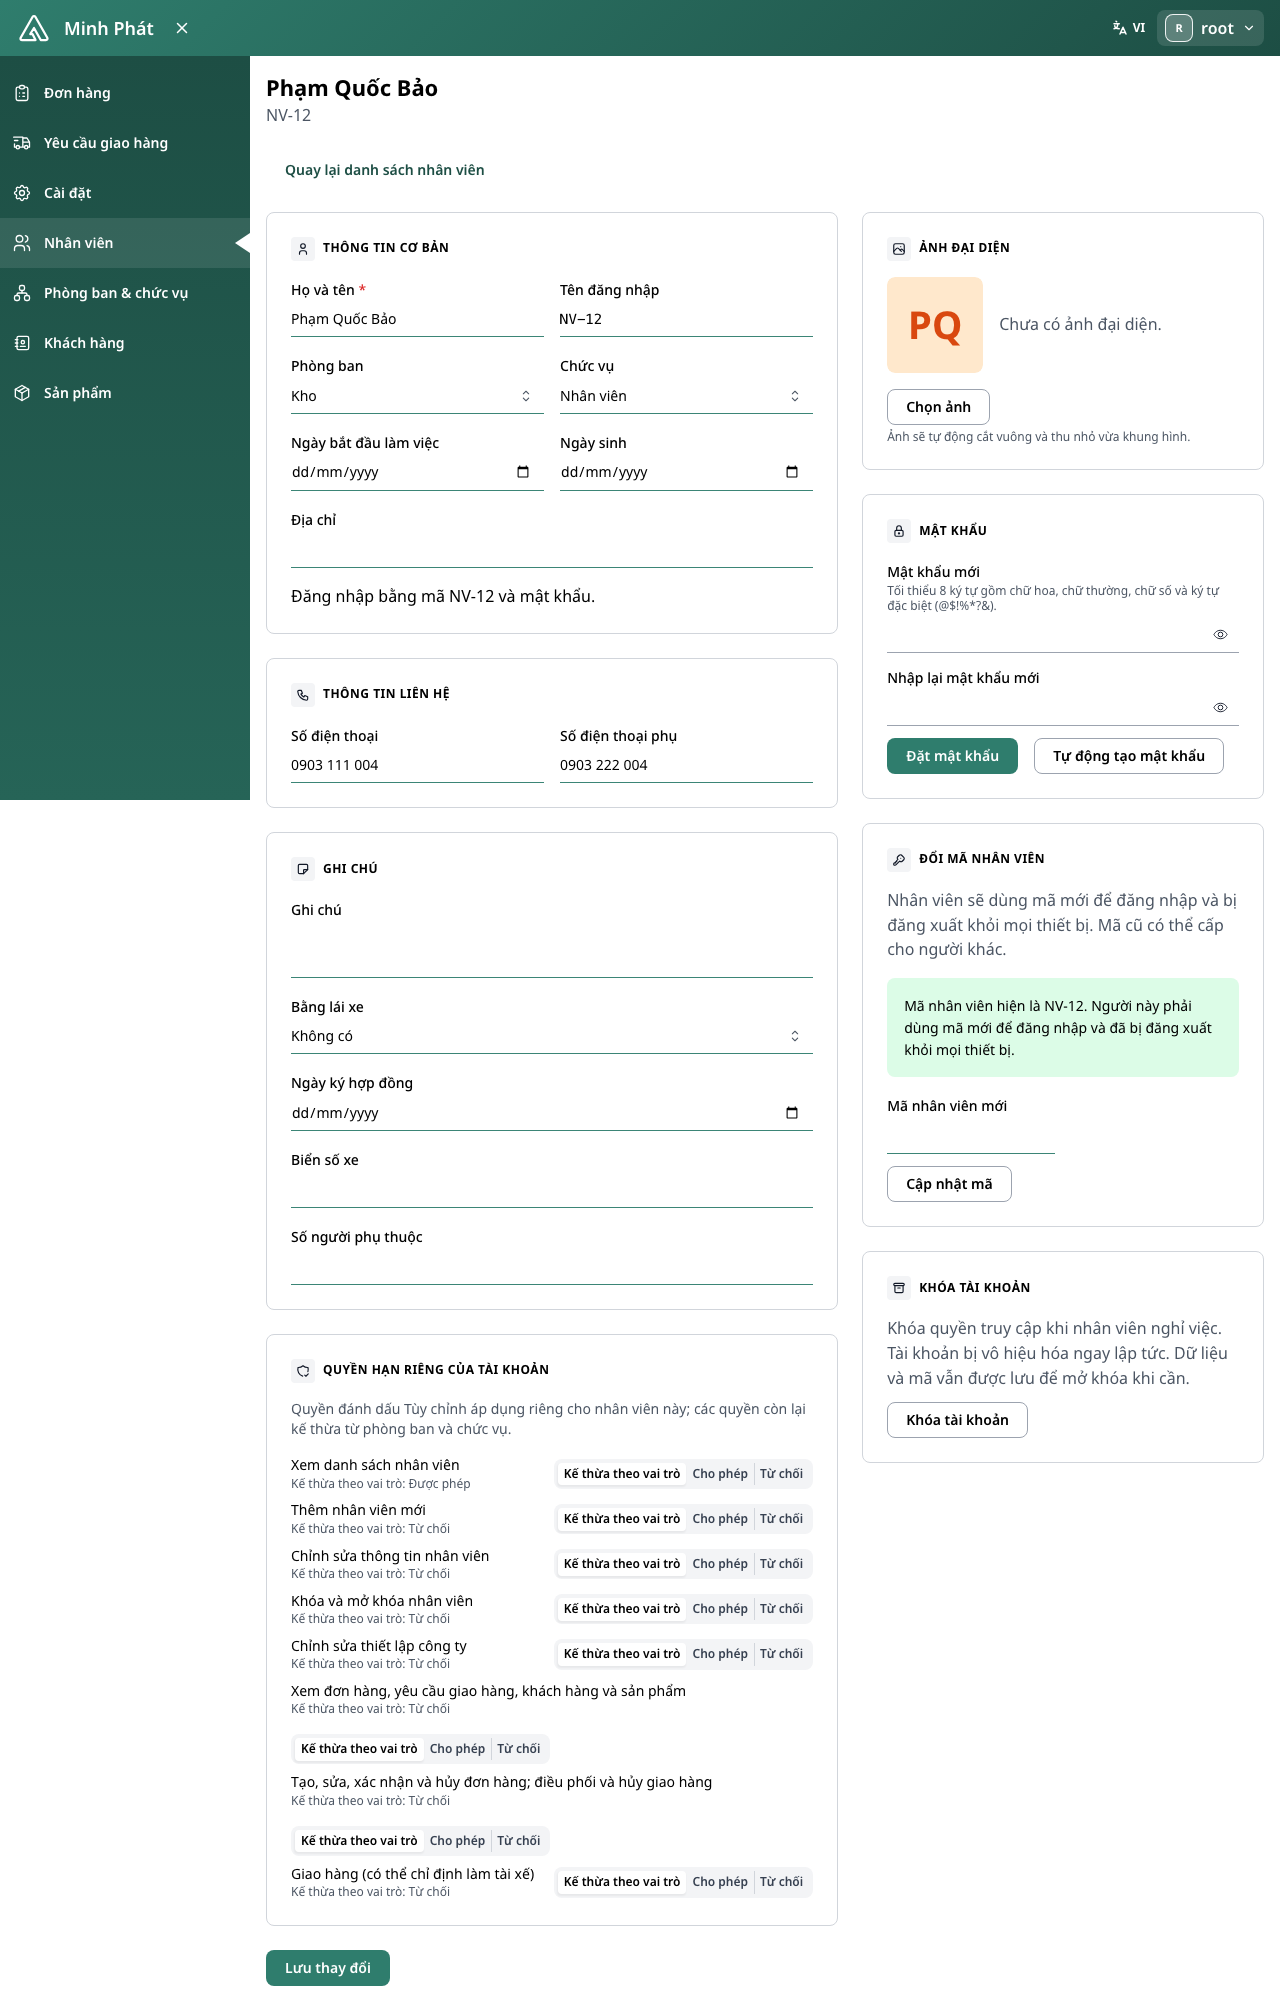 Minh Phát
VI
R
root
Đơn hàng
Yêu cầu giao hàng
Cài đặt
Nhân viên
Phòng ban & chức vụ
Khách hàng
Sản phẩm
Phạm Quốc Bảo
NV-12
Quay lại danh sách nhân viên
THÔNG TIN CƠ BẢN
Họ và tên *
Tên đăng nhập
Phạm Quốc Bảo
NV-12
Phòng ban
Chức vụ
Kho
Nhân viên
Ngày bắt đầu làm việc
Ngày sinh
dd/mm/yyyy
dd/mm/yyyy
Địa chỉ
Đăng nhập bằng mã NV-12 và mật khẩu.
THÔNG TIN LIÊN HỆ
Số điện thoại
Số điện thoại phụ
0903 111 004
0903 222 004
GHI CHÚ
Ghi chú
Bằng lái xe
Không có
Ngày ký hợp đồng
dd/mm/yyyy
Biển số xe
Số người phụ thuộc
QUYỀN HẠN RIÊNG CỦA TÀI KHOẢN
Quyền đánh dấu Tùy chỉnh áp dụng riêng cho nhân viên này; các quyền còn lại
kế thừa từ phòng ban và chức vụ.
Xem danh sách nhân viên
Kế thừa theo vai trò: Được phép
Kế thừa theo vai trò
Cho phép
Từ chối
Thêm nhân viên mới
Kế thừa theo vai trò: Từ chối
Kế thừa theo vai trò
Cho phép
Từ chối
Chỉnh sửa thông tin nhân viên
Kế thừa theo vai trò: Từ chối
Kế thừa theo vai trò
Cho phép
Từ chối
Khóa và mở khóa nhân viên
Kế thừa theo vai trò: Từ chối
Kế thừa theo vai trò
Cho phép
Từ chối
Chỉnh sửa thiết lập công ty
Kế thừa theo vai trò: Từ chối
Kế thừa theo vai trò
Cho phép
Từ chối
Xem đơn hàng, yêu cầu giao hàng, khách hàng và sản phẩm
Kế thừa theo vai trò: Từ chối
Kế thừa theo vai trò
Cho phép
Từ chối
Tạo, sửa, xác nhận và hủy đơn hàng; điều phối và hủy giao hàng
Kế thừa theo vai trò: Từ chối
Kế thừa theo vai trò
Cho phép
Từ chối
Giao hàng (có thể chỉ định làm tài xế)
Kế thừa theo vai trò: Từ chối
Kế thừa theo vai trò
Cho phép
Từ chối
Lưu thay đổi
ẢNH ĐẠI DIỆN
PQ
Chưa có ảnh đại diện.
Chọn ảnh
Ảnh sẽ tự động cắt vuông và thu nhỏ vừa khung hình.
MẬT KHẨU
Mật khẩu mới
Tối thiểu 8 ký tự gồm chữ hoa, chữ thường, chữ số và ký tự
đặc biệt (@$!%*?&).
Nhập lại mật khẩu mới
Đặt mật khẩu
Tự động tạo mật khẩu
ĐỔI MÃ NHÂN VIÊN
Nhân viên sẽ dùng mã mới để đăng nhập và bị
đăng xuất khỏi mọi thiết bị. Mã cũ có thể cấp
cho người khác.
Mã nhân viên hiện là NV-12. Người này phải
dùng mã mới để đăng nhập và đã bị đăng xuất
khỏi mọi thiết bị.
Mã nhân viên mới
Cập nhật mã
KHÓA TÀI KHOẢN
Khóa quyền truy cập khi nhân viên nghỉ việc.
Tài khoản bị vô hiệu hóa ngay lập tức. Dữ liệu
và mã vẫn được lưu để mở khóa khi cần.
Khóa tài khoản